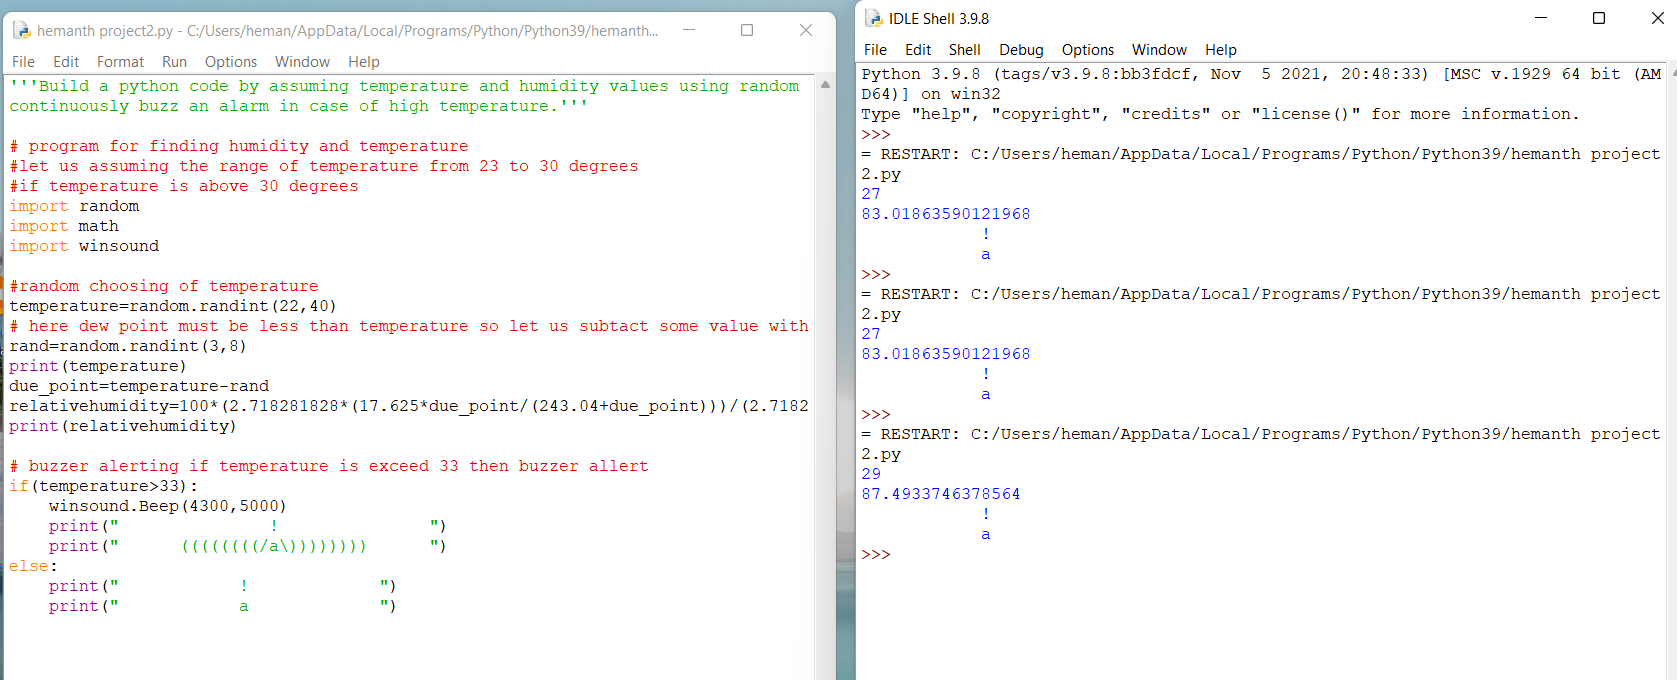 hemanth project2.py - C:/Users/heman/AppData/Local/Programs/Python/Python39/hemanth...
File Edit Format Run Options Window Help
'''Build a python code by assuming temperature and humidity values using random
continuously buzz an alarm in case of high temperature.'''
# program for finding humidity and temperature
#let us assuming the range of temperature from 23 to 30 degrees
#if temperature is above 30 degrees
import random
import math
import winsound
#random choosing of temperature
temperature=random.randint(22,40)
# here dew point must be less than temperature so let us subtact some value with
rand=random.randint(3,8)
print(temperature)
due_point=temperature-rand
relativehumidity=100*(2.718281828*(17.625*due_point/(243.04+due_point)))/(2.7182
print(relativehumidity)
# buzzer alerting if temperature is exceed 33 then buzzer allert
if(temperature>33):
    winsound.Beep(4300,5000)
    print("               !               ")
    print("      ((((((((/a\))))))))      ")
else:
    print("            !             ")
    print("            a             ")
IDLE Shell 3.9.8
File Edit Shell Debug Options Window Help
Python 3.9.8 (tags/v3.9.8:bb3fdcf, Nov  5 2021, 20:48:33) [MSC v.1929 64 bit (AM
D64)] on win32
Type "help", "copyright", "credits" or "license()" for more information.
>>>
= RESTART: C:/Users/heman/AppData/Local/Programs/Python/Python39/hemanth project
2.py
27
83.01863590121968
            !
            a
>>>
= RESTART: C:/Users/heman/AppData/Local/Programs/Python/Python39/hemanth project
2.py
27
83.01863590121968
            !
            a
>>>
= RESTART: C:/Users/heman/AppData/Local/Programs/Python/Python39/hemanth project
2.py
29
87.4933746378564
            !
            a
>>>